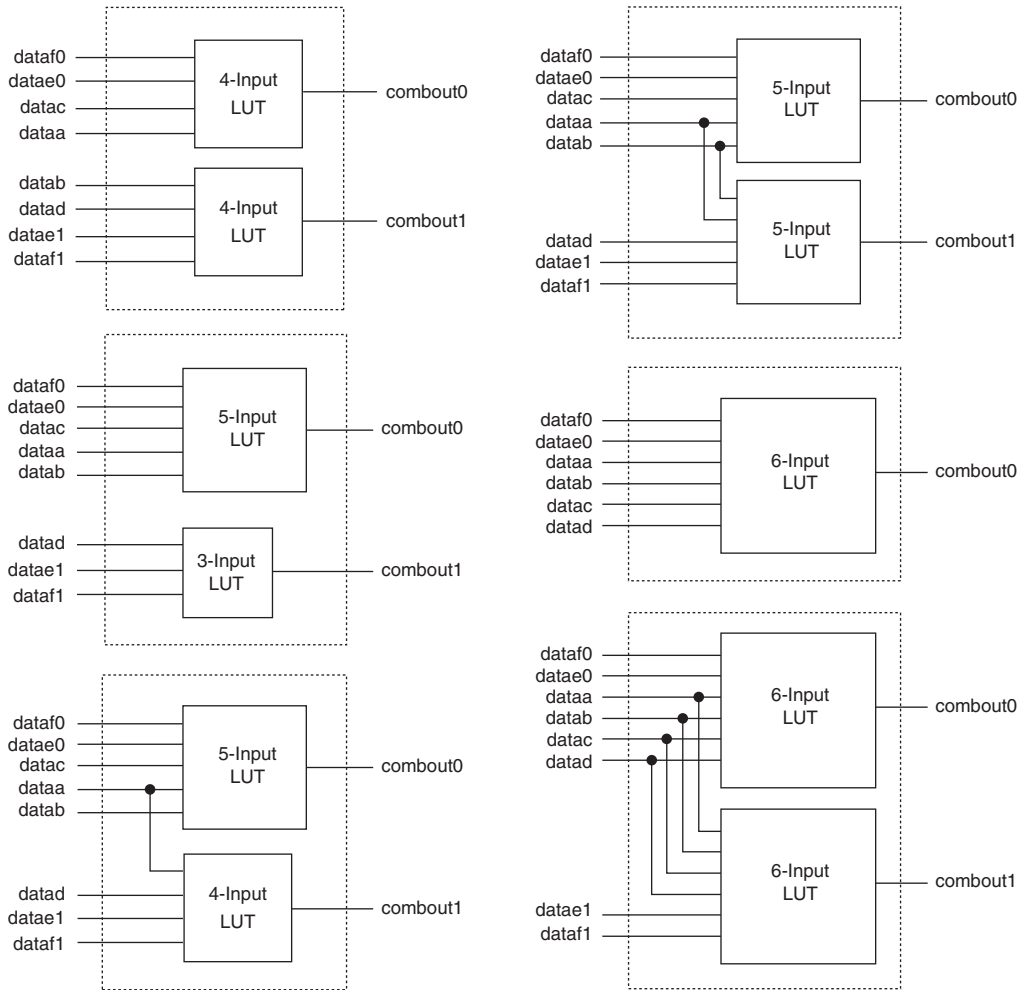 dataf0
datae0
datac
dataa
4-Input
LUT
combout0
datab
datad
datae1
dataf1
4-Input
LUT
combout1
dataf0
datae0
datac
dataa
datab
5-Input
LUT
combout0
datad
datae1
dataf1
3-Input
LUT
combout1
dataf0
datae0
datac
dataa
datab
5-Input
LUT
combout0
datad
datae1
dataf1
4-Input
LUT
combout1
dataf0
datae0
datac
dataa
datab
5-Input
LUT
combout0
datad
datae1
dataf1
5-Input
LUT
combout1
dataf0
datae0
dataa
datab
datac
datad
6-Input
LUT
combout0
dataf0
datae0
dataa
datab
datac
datad
6-Input
LUT
combout0
datae1
dataf1
6-Input
LUT
combout1